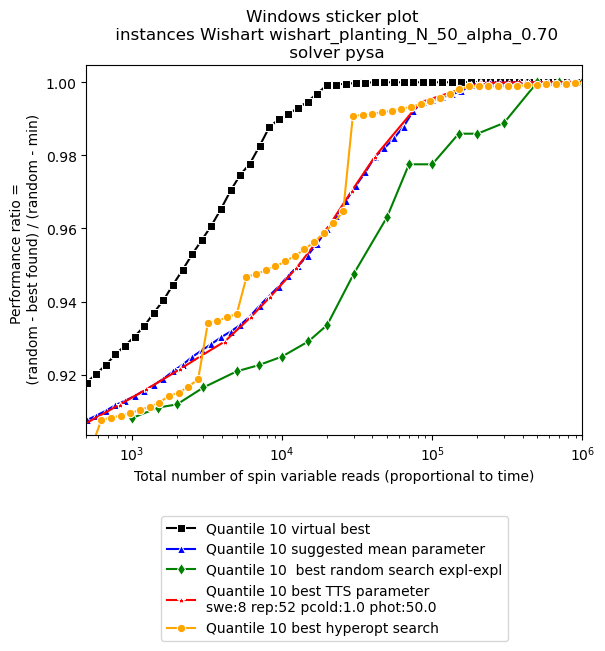 Windows sticker plot
instances Wishart wishart_planting_N_50_alpha_0.70
solver pysa
Performance ratio =
(random - best found) / (random - min)
1.00
0.98
0.96
0.94
0.92
10³
10⁴
10⁵
10⁶
Total number of spin variable reads (proportional to time)
Quantile 10 virtual best
Quantile 10 suggested mean parameter
Quantile 10  best random search expl-expl
Quantile 10 best TTS parameter
swe:8 rep:52 pcold:1.0 phot:50.0
Quantile 10 best hyperopt search